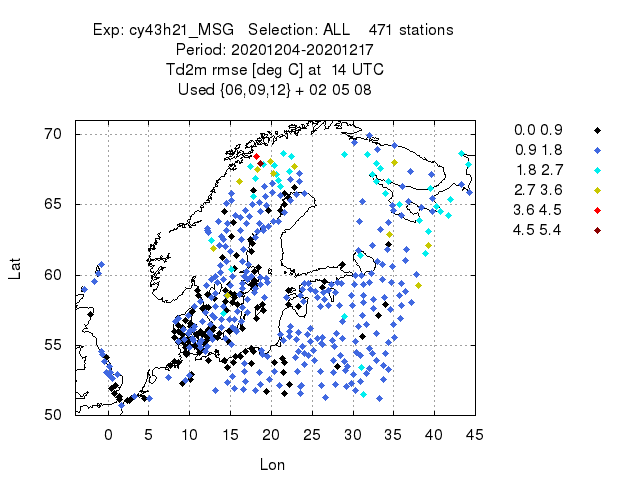 Exp: cy43h21_MSG   Selection: ALL    471 stations
Period: 20201204-20201217
Td2m rmse [deg C] at  14 UTC
Used {06,09,12} + 02 05 08
0.0 0.9
0.9 1.8
1.8 2.7
2.7 3.6
3.6 4.5
4.5 5.4
70
65
60
55
50
Lat
0 5 10 15 20 25 30 35 40 45
Lon